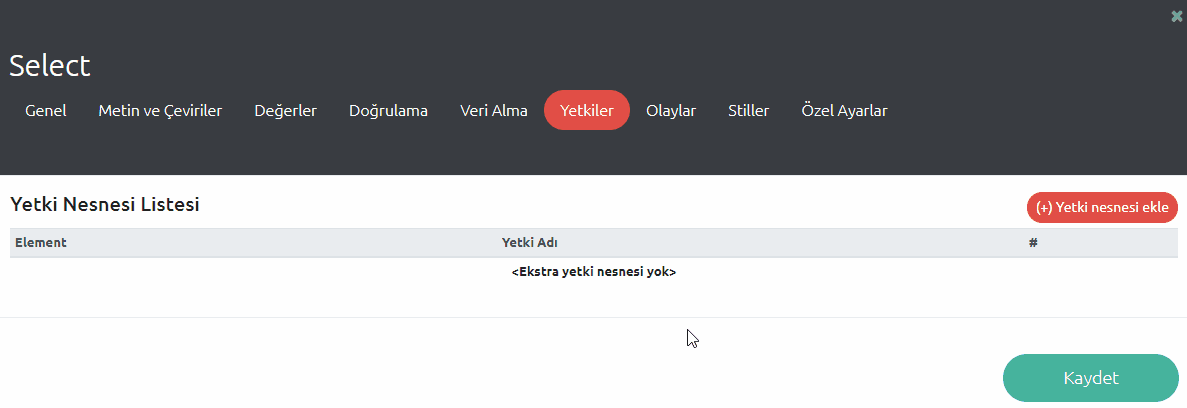 Select
Genel Metin ve Çeviriler Değerler Doğrulama Veri Alma Yetkiler Olaylar Stiller Özel Ayarlar
Yetki Nesnesi Listesi (+) Yetki nesnesi ekle
Element Yetki Adı #
<Ekstra yetki nesnesi yok>
Kaydet